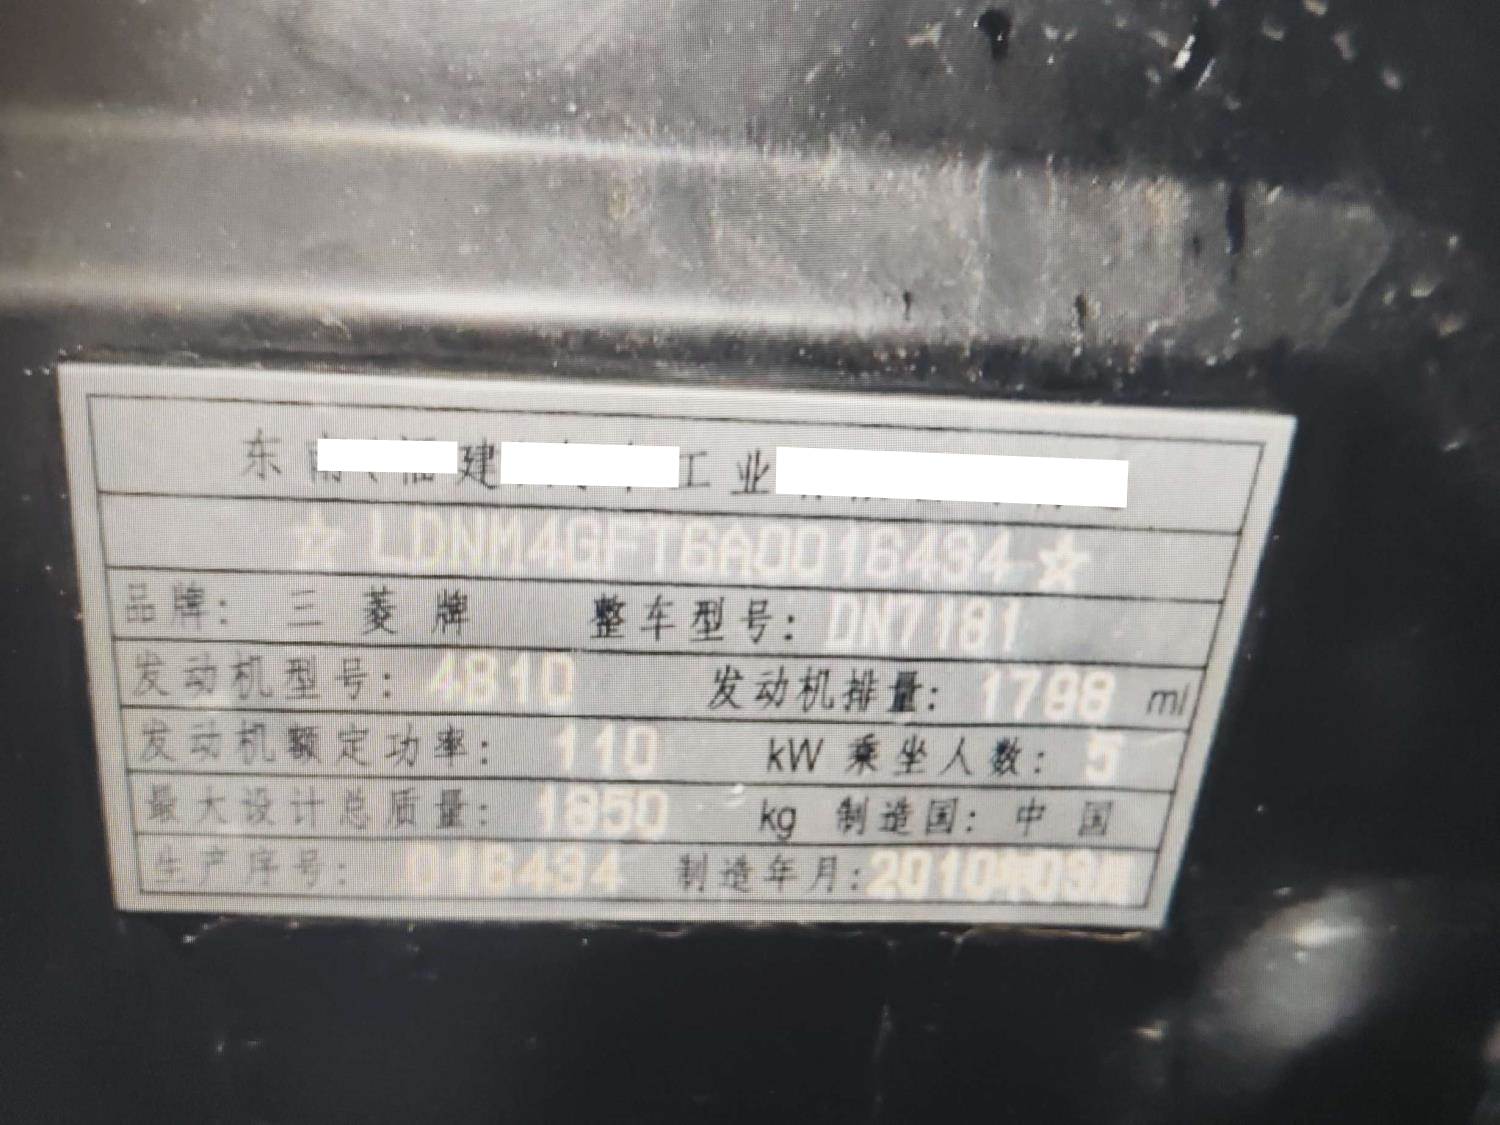 东 建 工 业
☆LDNM4GFT6A0016434☆
品牌: 三菱牌 整车型号: DN7181
发动机型号: 4B10 发动机排量: 1798 ml
发动机额定功率: 110 kW 乘坐人数: 5
最大设计总质量: 1850 kg 制造国: 中国
生产序号: 016434 制造年月: 2010年03月